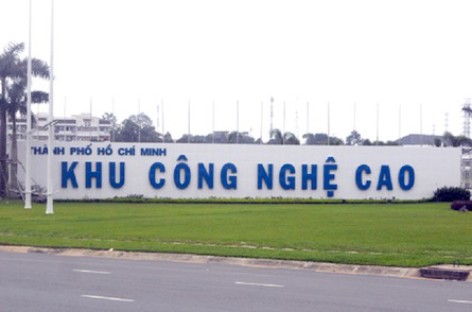 THÀNH PHỐ HỒ CHÍ MINH
KHU CÔNG NGHỆ CAO